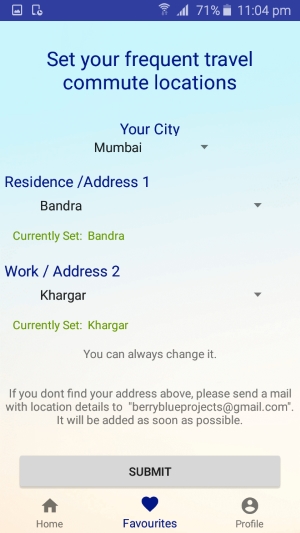 71% 11:04 pm
Set your frequent travel
commute locations
Your City
Mumbai
Residence /Address 1
Bandra
Currently Set: Bandra
Work / Address 2
Khargar
Currently Set: Khargar
You can always change it.
If you dont find your address above, please send a mail
with location details to "berryblueprojects@gmail.com".
It will be added as soon as possible.
SUBMIT
Home Favourites Profile